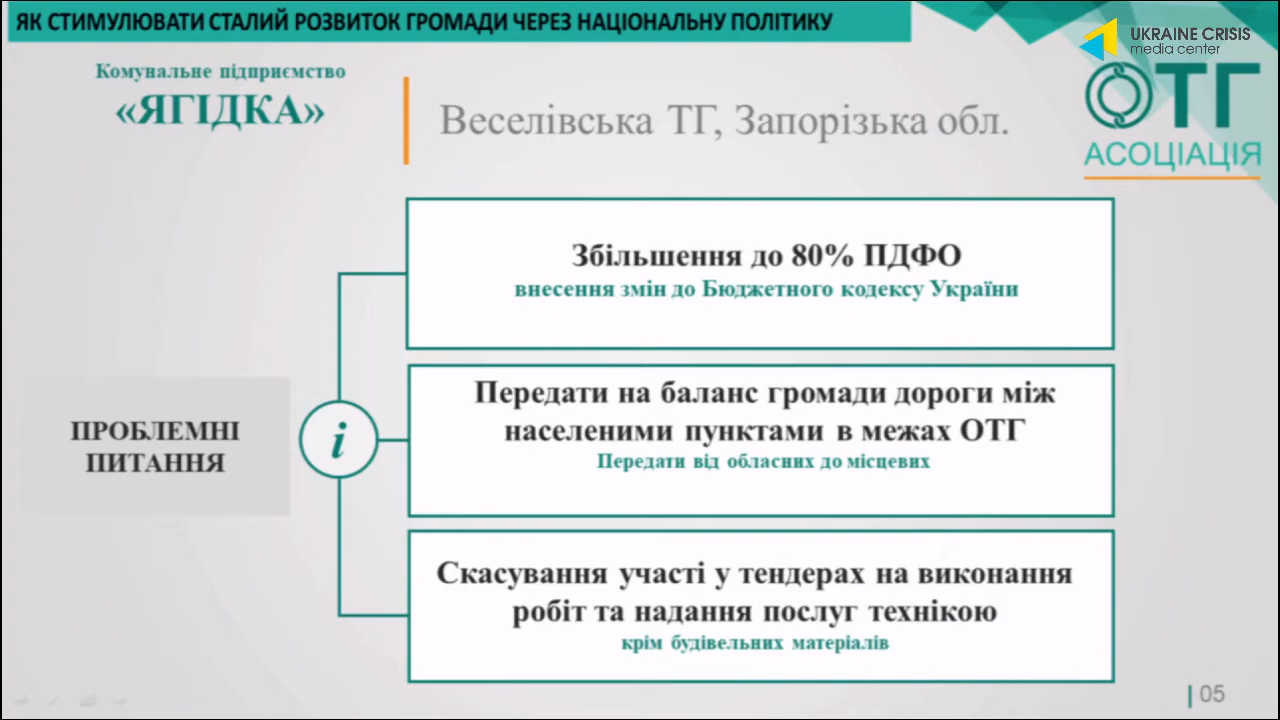 ЯК СТИМУЛЮВАТИ СТАЛИЙ РОЗВИТОК ГРОМАДИ ЧЕРЕЗ НАЦІОНАЛЬНУ ПОЛІТИКУ
UKRAINE CRISIS
media center
Комунальне підприємство
«ЯГІДКА»
Веселівська ТГ, Запорізька обл.
ОТГ
АСОЦІАЦІЯ
Збільшення до 80% ПДФО
внесення змін до Бюджетного кодексу України
ПРОБЛЕМНІ
ПИТАННЯ
i
Передати на баланс громади дороги між
населеними пунктами в межах ОТГ
Передати від обласних до місцевих
Скасування участі у тендерах на виконання
робіт та надання послуг технікою
крім будівельних матеріалів
| 05